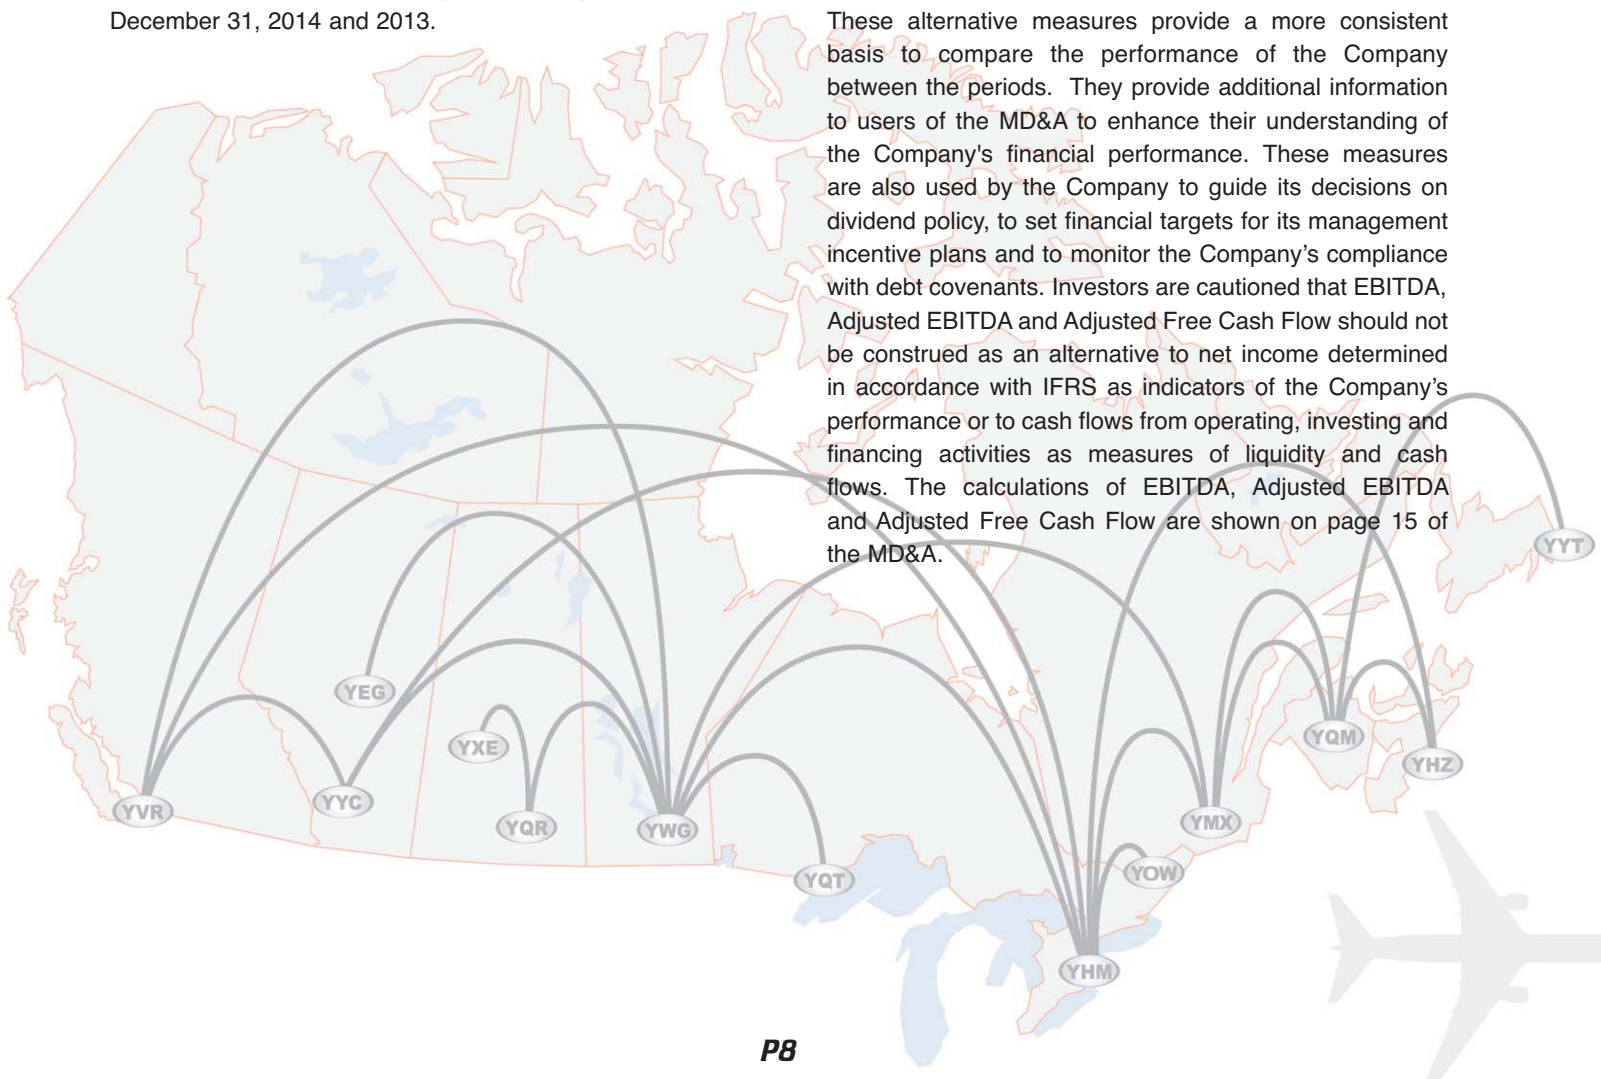 December 31, 2014 and 2013.
These alternative measures provide a more consistent
basis to compare the performance of the Company
between the periods. They provide additional information
to users of the MD&A to enhance their understanding of
the Company's financial performance. These measures
are also used by the Company to guide its decisions on
dividend policy, to set financial targets for its management
incentive plans and to monitor the Company’s compliance
with debt covenants. Investors are cautioned that EBITDA,
Adjusted EBITDA and Adjusted Free Cash Flow should not
be construed as an alternative to net income determined
in accordance with IFRS as indicators of the Company’s
performance or to cash flows from operating, investing and
financing activities as measures of liquidity and cash
flows. The calculations of EBITDA, Adjusted EBITDA
and Adjusted Free Cash Flow are shown on page 15 of
the MD&A.
YYT
YEG
YXE
YQM
YHZ
YVR
YYC
YQR
YWG
YMX
YQT
YOW
YHM
P8